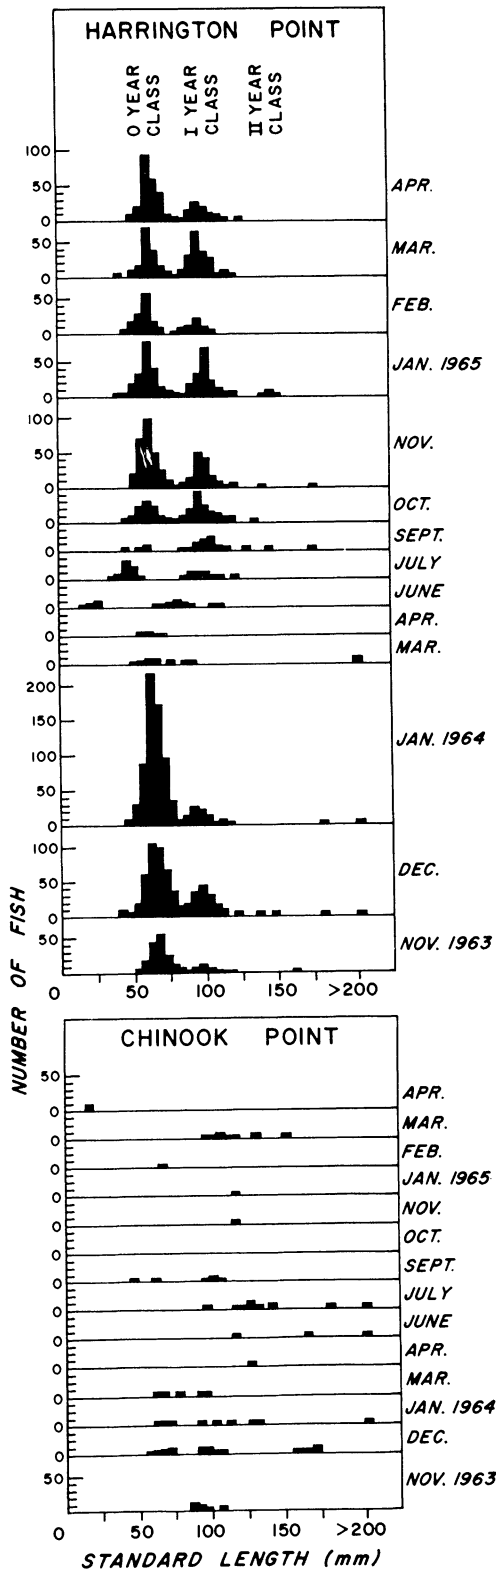 HARRINGTON POINT
0 YEAR CLASS
I YEAR CLASS
II YEAR CLASS
100
50
0
APR.
50
0
MAR.
50
0
FEB.
50
0
JAN. 1965
100
50
0
NOV.
0
OCT.
0
SEPT.
0
JULY
0
JUNE
0
APR.
0
MAR.
200
150
100
50
0
JAN. 1964
100
50
0
DEC.
50
NOV. 1963
0 50 100 150 >200
NUMBER OF FISH
CHINOOK POINT
50
0
APR.
0
MAR.
0
FEB.
0
JAN. 1965
0
NOV.
0
OCT.
0
SEPT.
0
JULY
0
JUNE
0
APR.
0
MAR.
0
JAN. 1964
0
DEC.
50
NOV. 1963
0 50 100 150 >200
STANDARD LENGTH (mm)